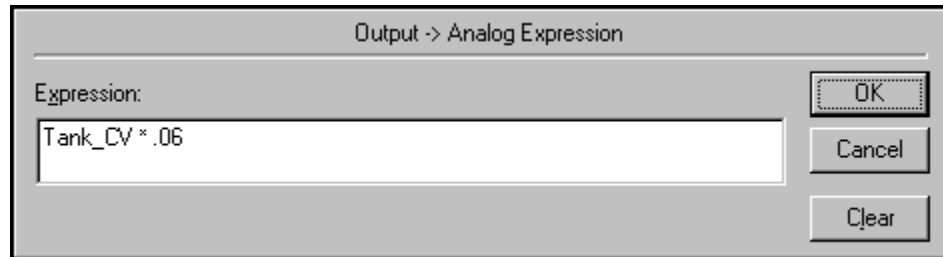 Output -> Analog Expression
Expression:
OK
Tank_CV * .06
Cancel
Clear